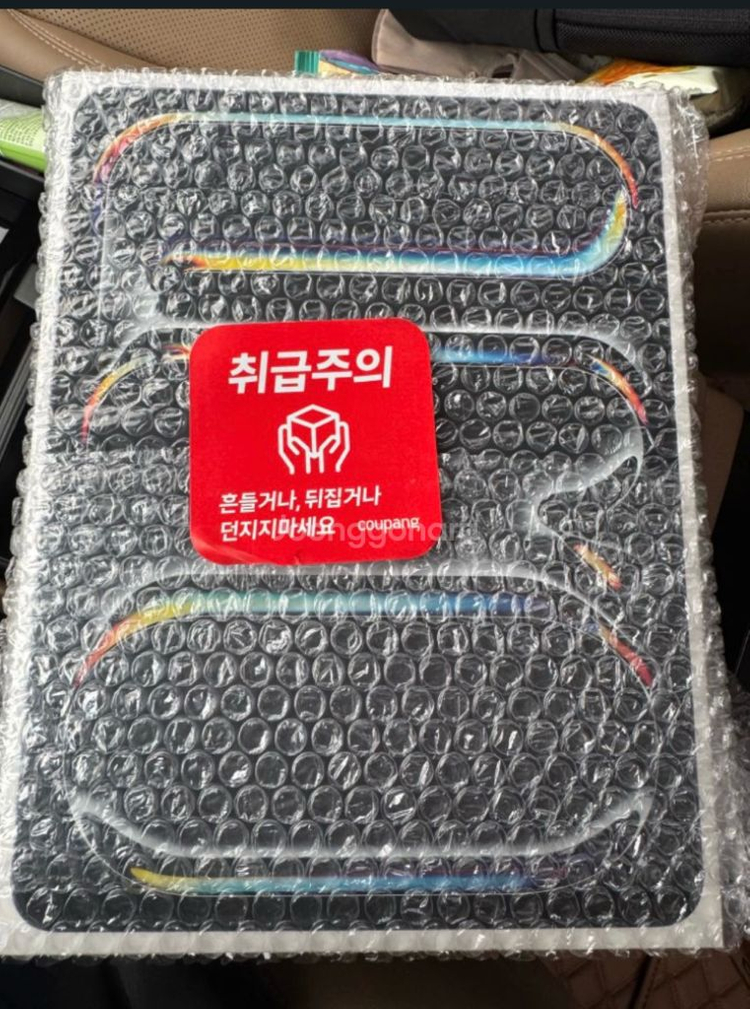 취급주의
흔들거나, 뒤집거나
던지지마세요 coupang
joonggonara